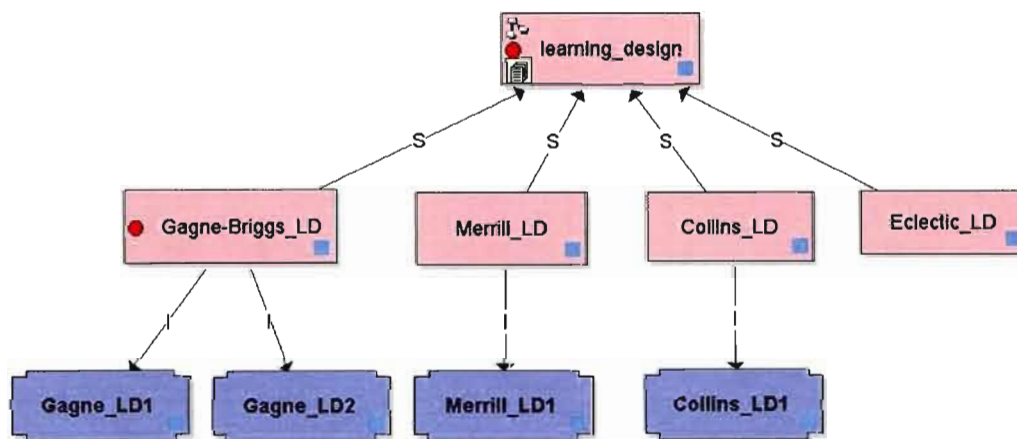 learning_design
S
S
S
S
Gagne-Briggs_LD
Merrill_LD
Collins_LD
Eclectic_LD
I
I
I
I
Gagne_LD1
Gagne_LD2
Merrill_LD1
Collins_LD1